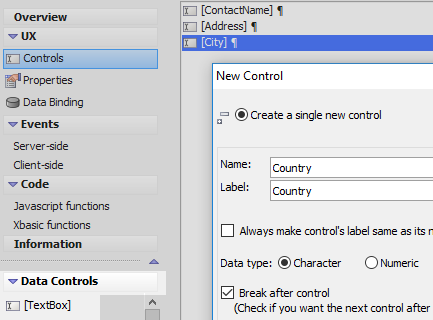 Overview
UX
Controls
Properties
Data Binding
Events
Server-side
Client-side
Code
Javascript functions
Xbasic functions
Information
Data Controls
[TextBox]
[ContactName] ¶
[Address] ¶
[City] ¶
New Control
Create a single new control
Name: Country
Label: Country
Always make control's label same as its n
Data type: Character Numeric
Break after control
(Check if you want the next control after